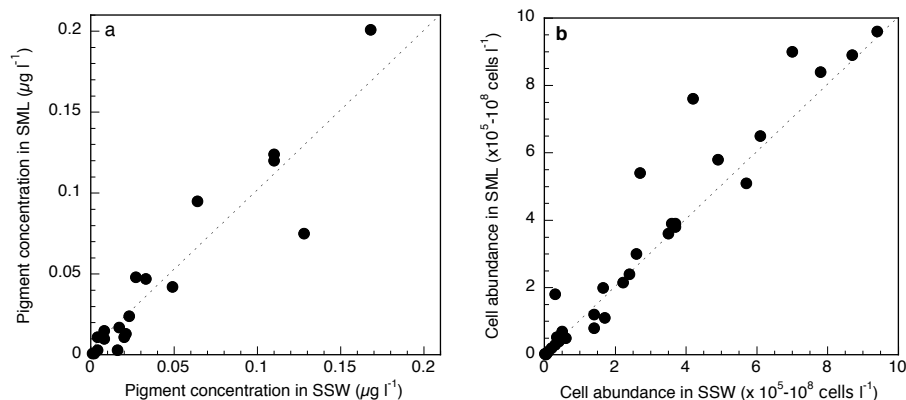 a
0.2
0.15
0.1
0.05
0
Pigment concentration in SML (µg l⁻¹)
0 0.05 0.1 0.15 0.2
Pigment concentration in SSW (µg l⁻¹)
b
10
8
6
4
2
0
Cell abundance in SML (x10⁵-10⁸ cells l⁻¹)
0 2 4 6 8 10
Cell abundance in SSW (x 10⁵-10⁸ cells l⁻¹)